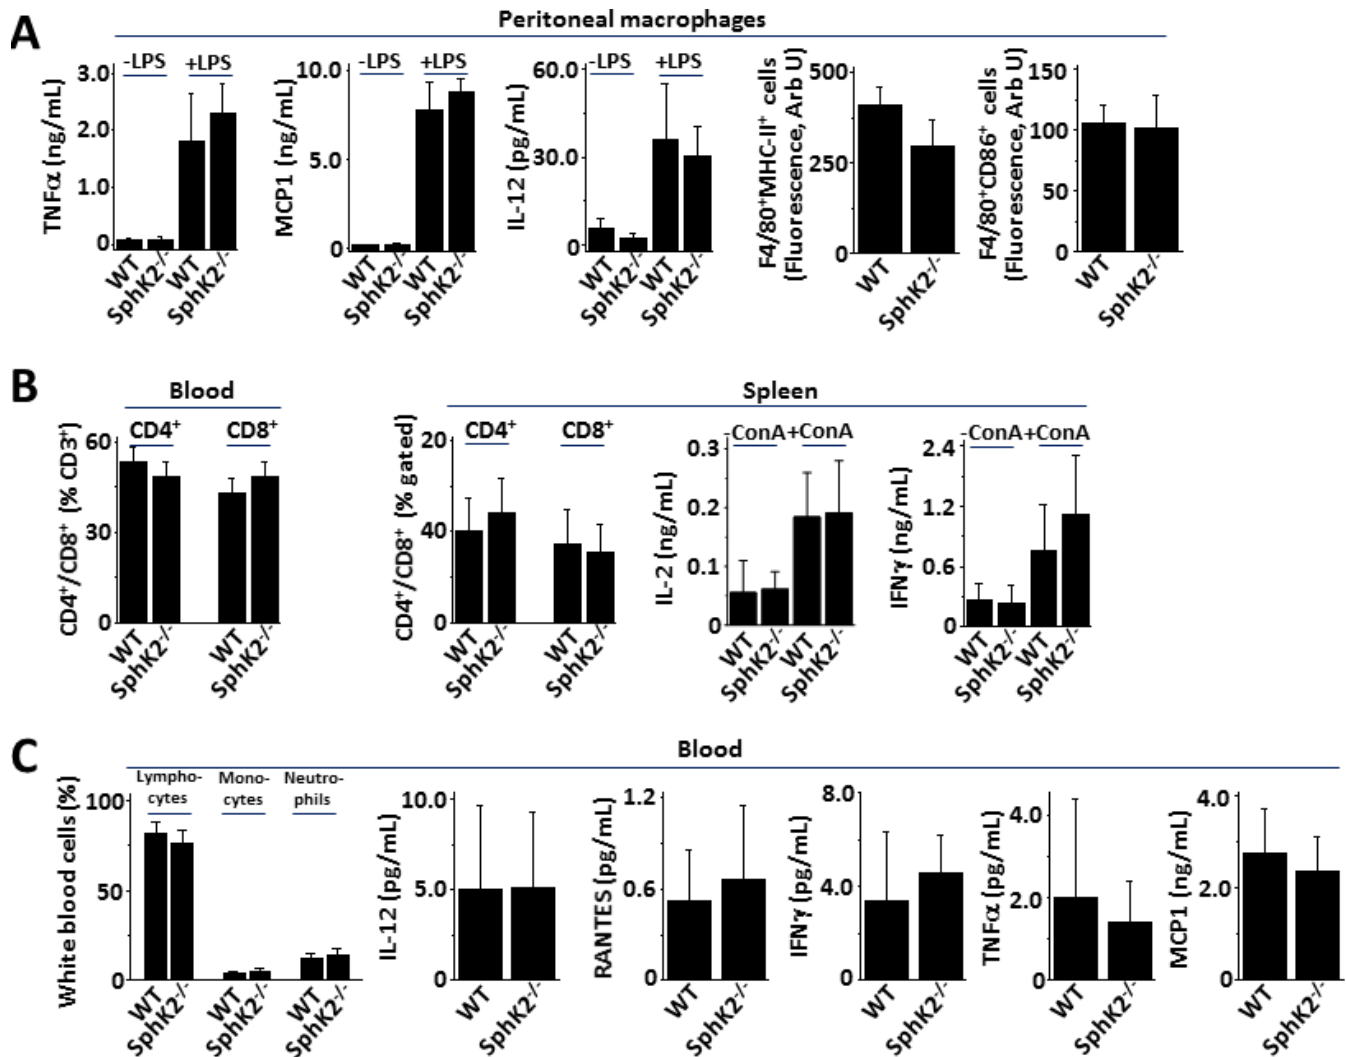 A
Peritoneal macrophages
TNFα (ng/mL)
-LPS +LPS
3.0
2.0
1.0
0
WT
SphK2-/-
WT
SphK2-/-
MCP1 (ng/mL)
-LPS +LPS
10.0
5.0
0
WT
SphK2-/-
WT
SphK2-/-
IL-12 (pg/mL)
-LPS +LPS
60.0
30.0
0
WT
SphK2-/-
WT
SphK2-/-
F4/80+MHC-II+ cells
(Fluorescence, Arb U)
500
250
0
WT
SphK2-/-
F4/80+CD86+ cells
(Fluorescence, Arb U)
150
100
50
0
WT
SphK2-/-
B
Blood
CD4+/CD8+ (% CD3+)
CD4+ CD8+
60
30
0
WT
SphK2-/-
WT
SphK2-/-
Spleen
CD4+/CD8+ (% gated)
CD4+ CD8+
20
40
0
WT
SphK2-/-
WT
SphK2-/-
IL-2 (ng/mL)
-ConA+ConA
0.3
0.2
0.1
0
WT
SphK2-/-
WT
SphK2-/-
IFNγ (ng/mL)
-ConA+ConA
2.4
1.2
0.6
0
WT
SphK2-/-
WT
SphK2-/-
C
Blood
White blood cells (%)
Lympho-
cytes
Mono-
cytes
Neutro-
phils
100
50
0
WT
SphK2-/-
WT
SphK2-/-
WT
SphK2-/-
IL-12 (pg/mL)
10.0
5.0
0
WT
SphK2-/-
RANTES (pg/mL)
1.2
0.6
0
WT
SphK2-/-
IFNγ (pg/mL)
8.0
4.0
0
WT
SphK2-/-
TNFα (pg/mL)
4.0
2.0
0
WT
SphK2-/-
MCP1 (ng/mL)
4.0
2.0
0
WT
SphK2-/-